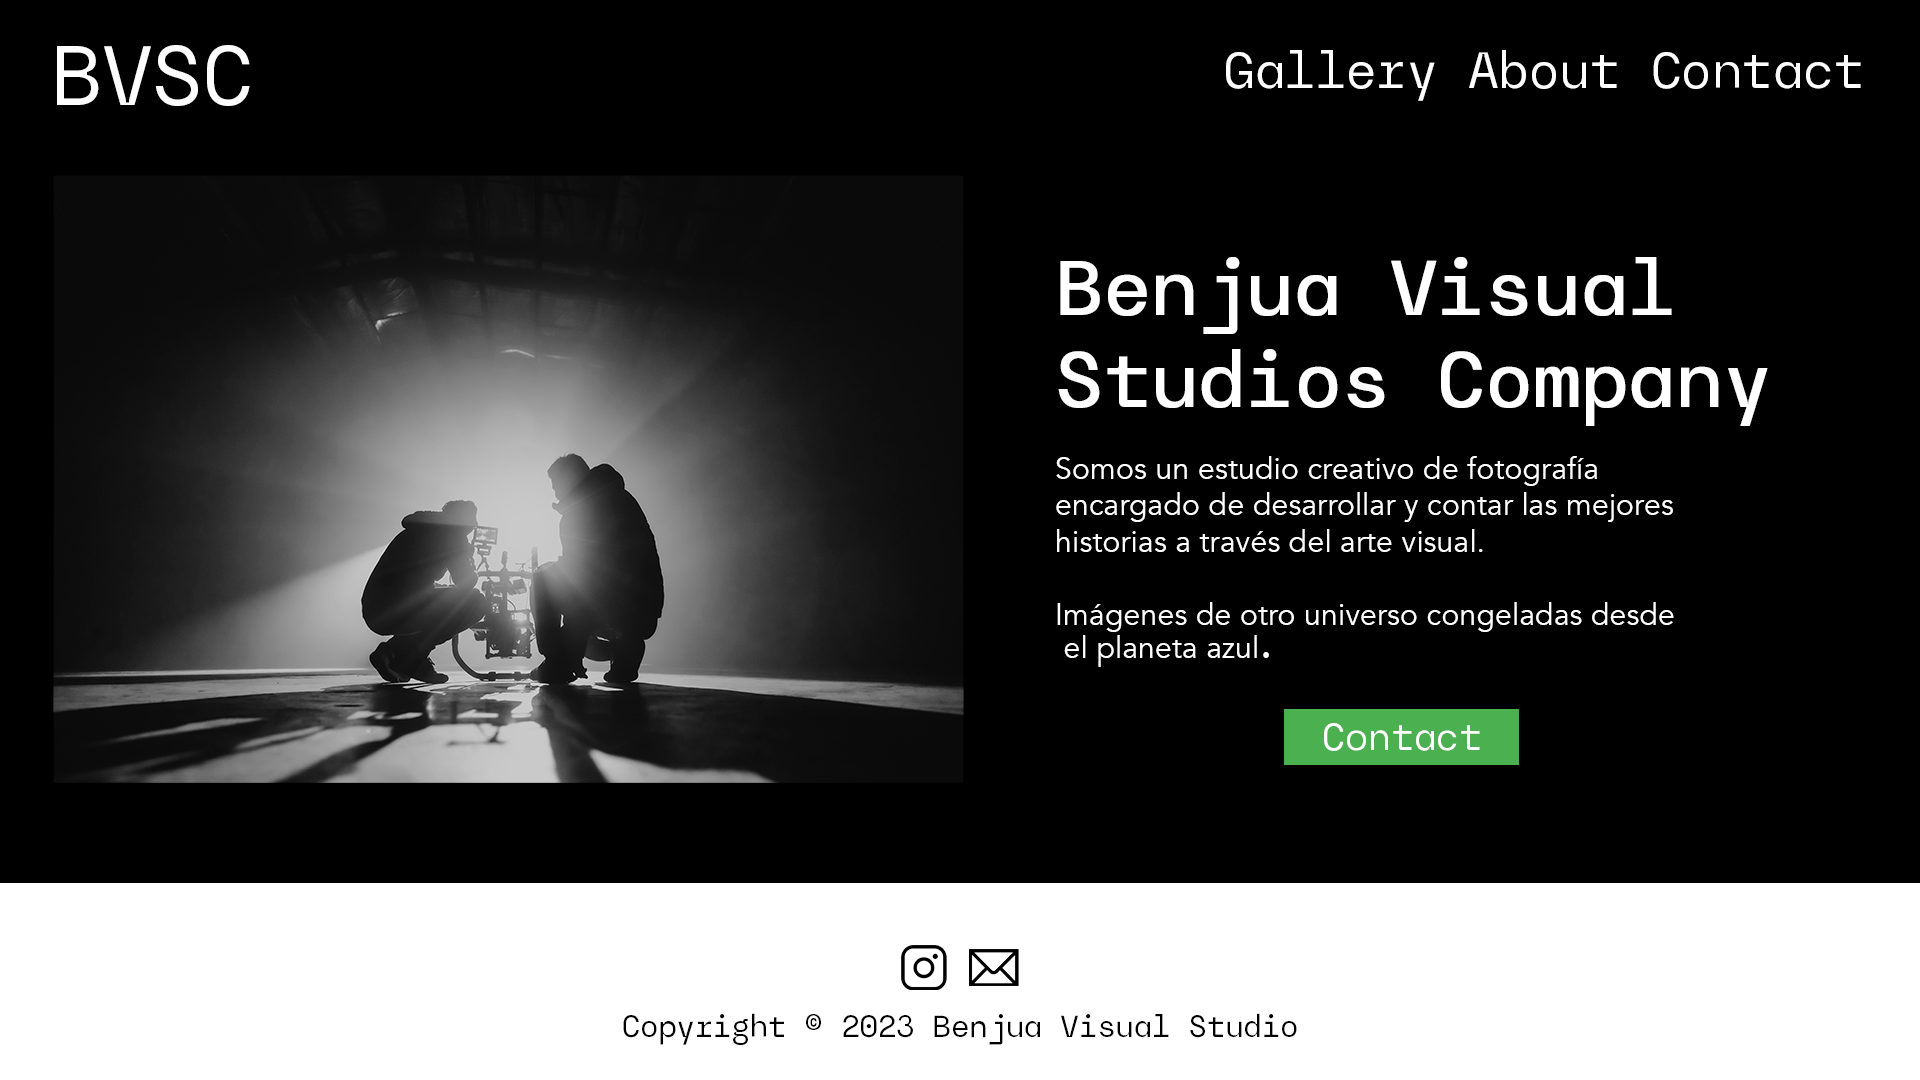 BVSC
Gallery About Contact
Benjua Visual
Studios Company
Somos un estudio creativo de fotografía
encargado de desarrollar y contar las mejores
historias a través del arte visual.
Imágenes de otro universo congeladas desde
el planeta azul.
Contact
Copyright © 2023 Benjua Visual Studio